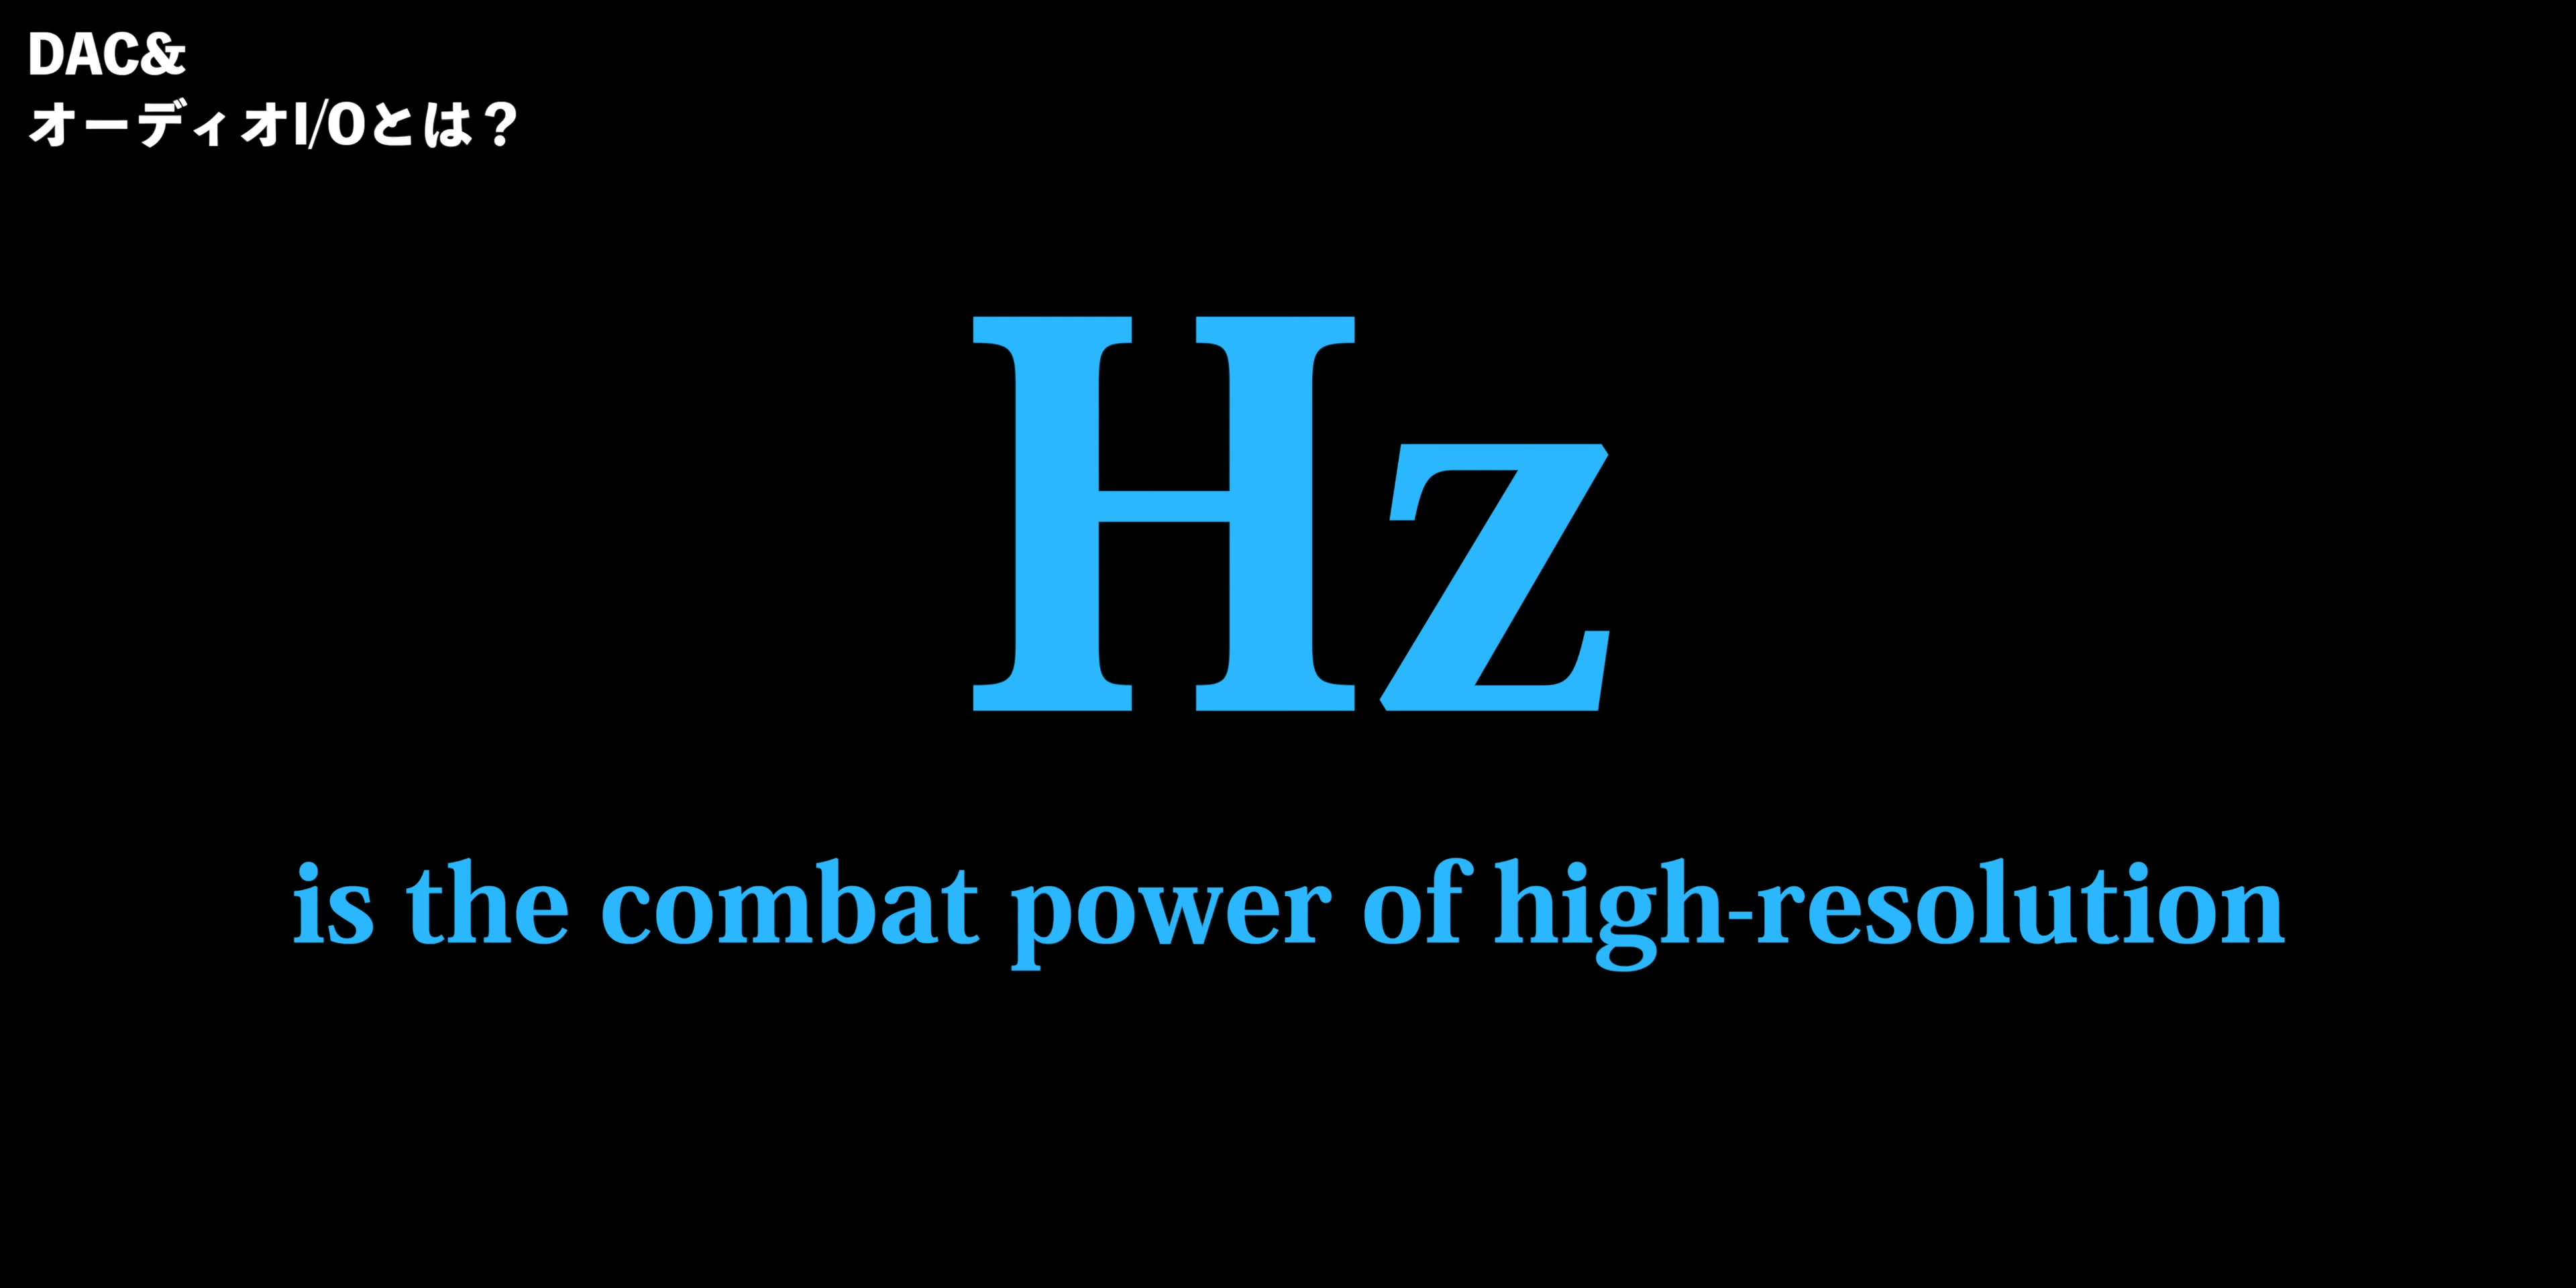 DAC&
オーディオI/Oとは？
Hz
is the combat power of high-resolution